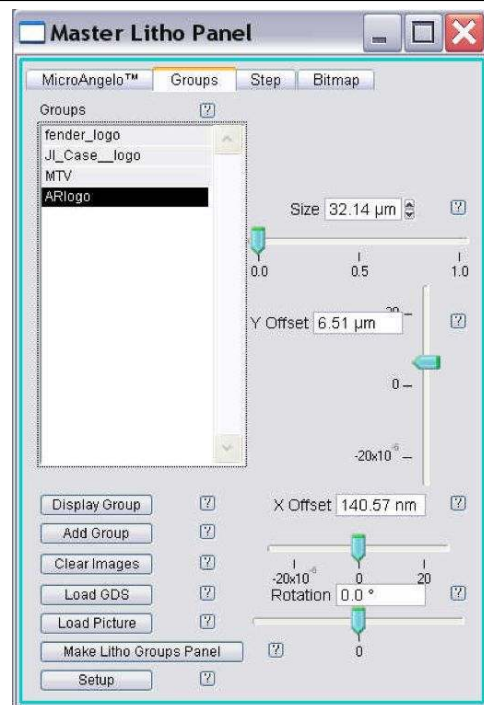 Master Litho Panel
MicroAngelo™ Groups Step Bitmap
Groups ?
fender_logo
JI_Case__logo
MTV
ARlogo
Size 32.14 µm ?
0.0 0.5 1.0
Y Offset 6.51 µm ?
0
-20x10⁻⁶
Display Group ? X Offset 140.57 nm ?
Add Group ?
Clear Images ?
-20x10⁻⁶ 0 20
Load GDS ? Rotation 0.0 ° ?
Load Picture ?
0
Make Litho Groups Panel ?
Setup ?